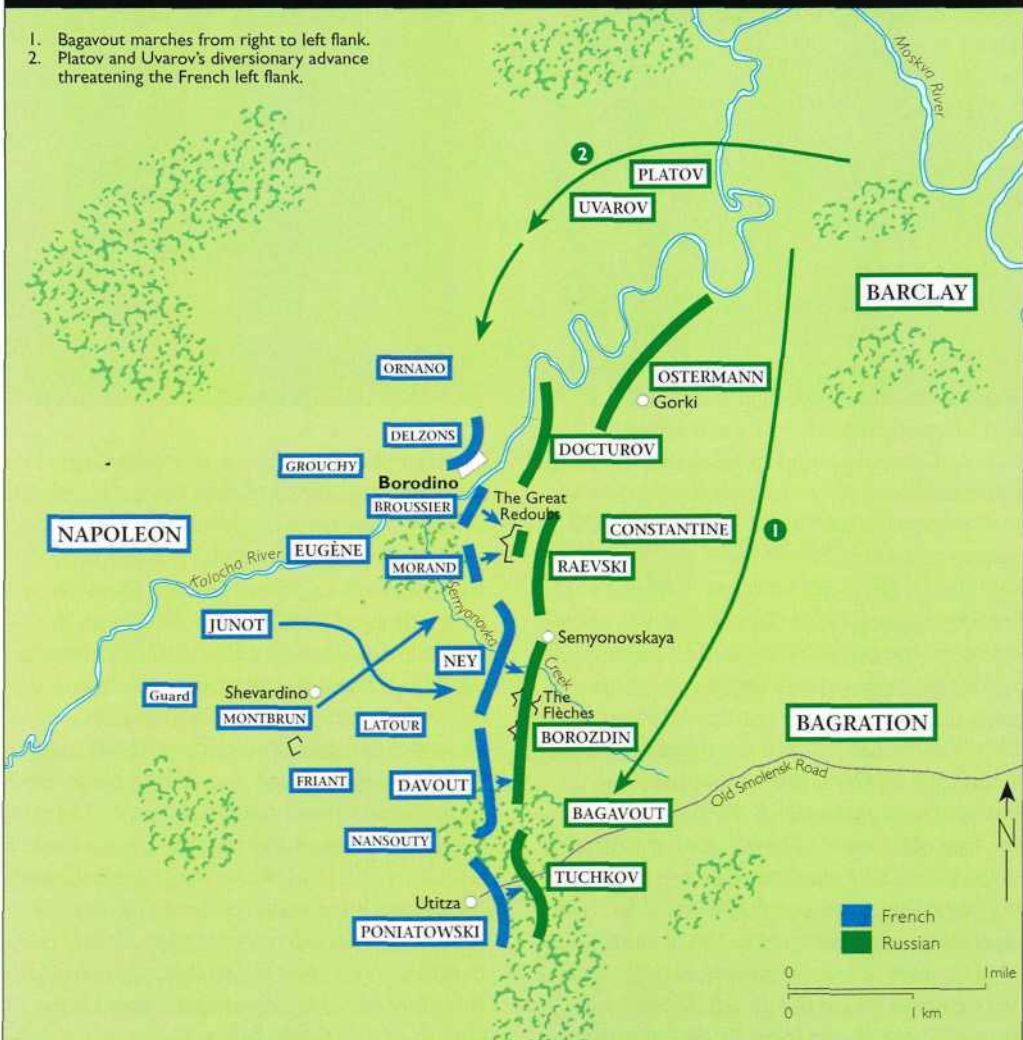 1. Bagavout marches from right to left flank.
2. Platov and Uvarov's diversionary advance
threatening the French left flank.
Moskva River
2
PLATOV
UVAROV
BARCLAY
ORNANO
OSTERMANN
Gorki
DELZONS
DOCTUROV
GROUCHY
Borodino
BROUSSIER
The Great
Redoubt
NAPOLEON
CONSTANTINE
1
EUGÈNE
MORAND
RAEVSKI
Kolocha River
Semyonovka
Creek
JUNOT
Semyonovskaya
NEY
Guard
Shevardino
The
Flèches
MONTBRUN
LATOUR
BOROZDIN
BAGRATION
FRIANT
DAVOUT
Old Smolensk Road
BAGAVOUT
NANSOUTY
N
TUCHKOV
Utitza
PONIATOWSKI
French
Russian
0 1 mile
0 1 km